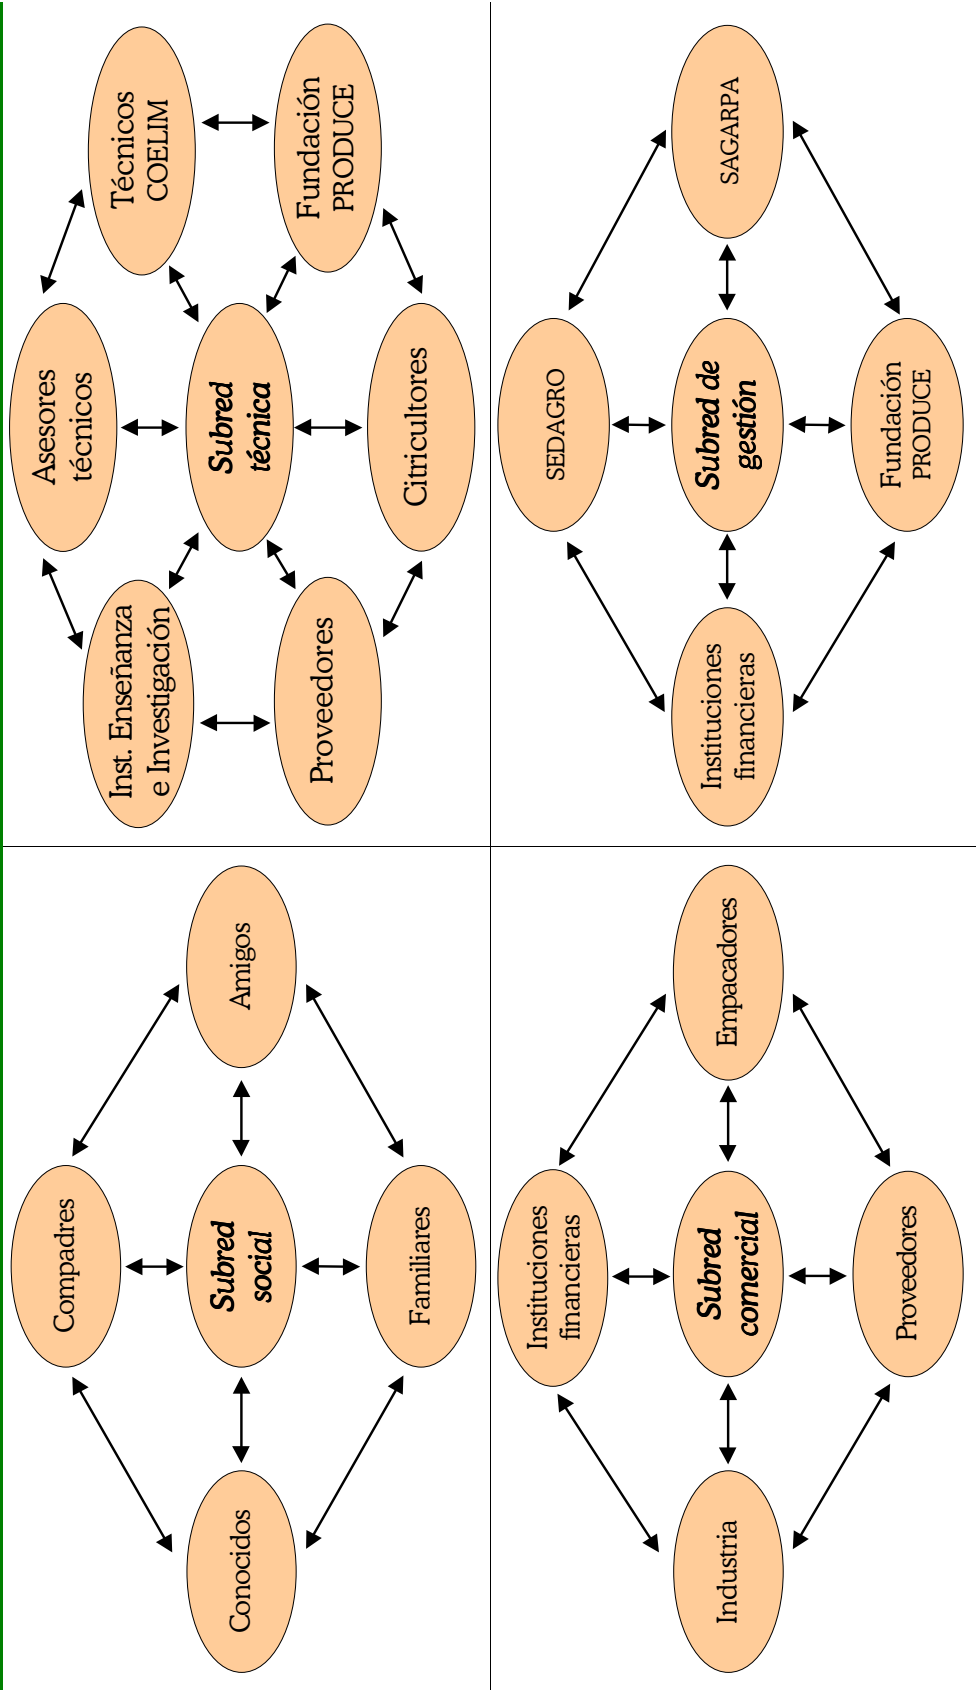 Compadres
Conocidos
Subred
social
Amigos
Familiares
Asesores
técnicos
Inst. Enseñanza
e Investigación
Técnicos
COELIM
Subred
técnica
Proveedores
Fundación
PRODUCE
Citricultores
Instituciones
financieras
Industria
Subred
comercial
Empacadores
Proveedores
SEDAGRO
Instituciones
financieras
Subred de
gestión
SAGARPA
Fundación
PRODUCE